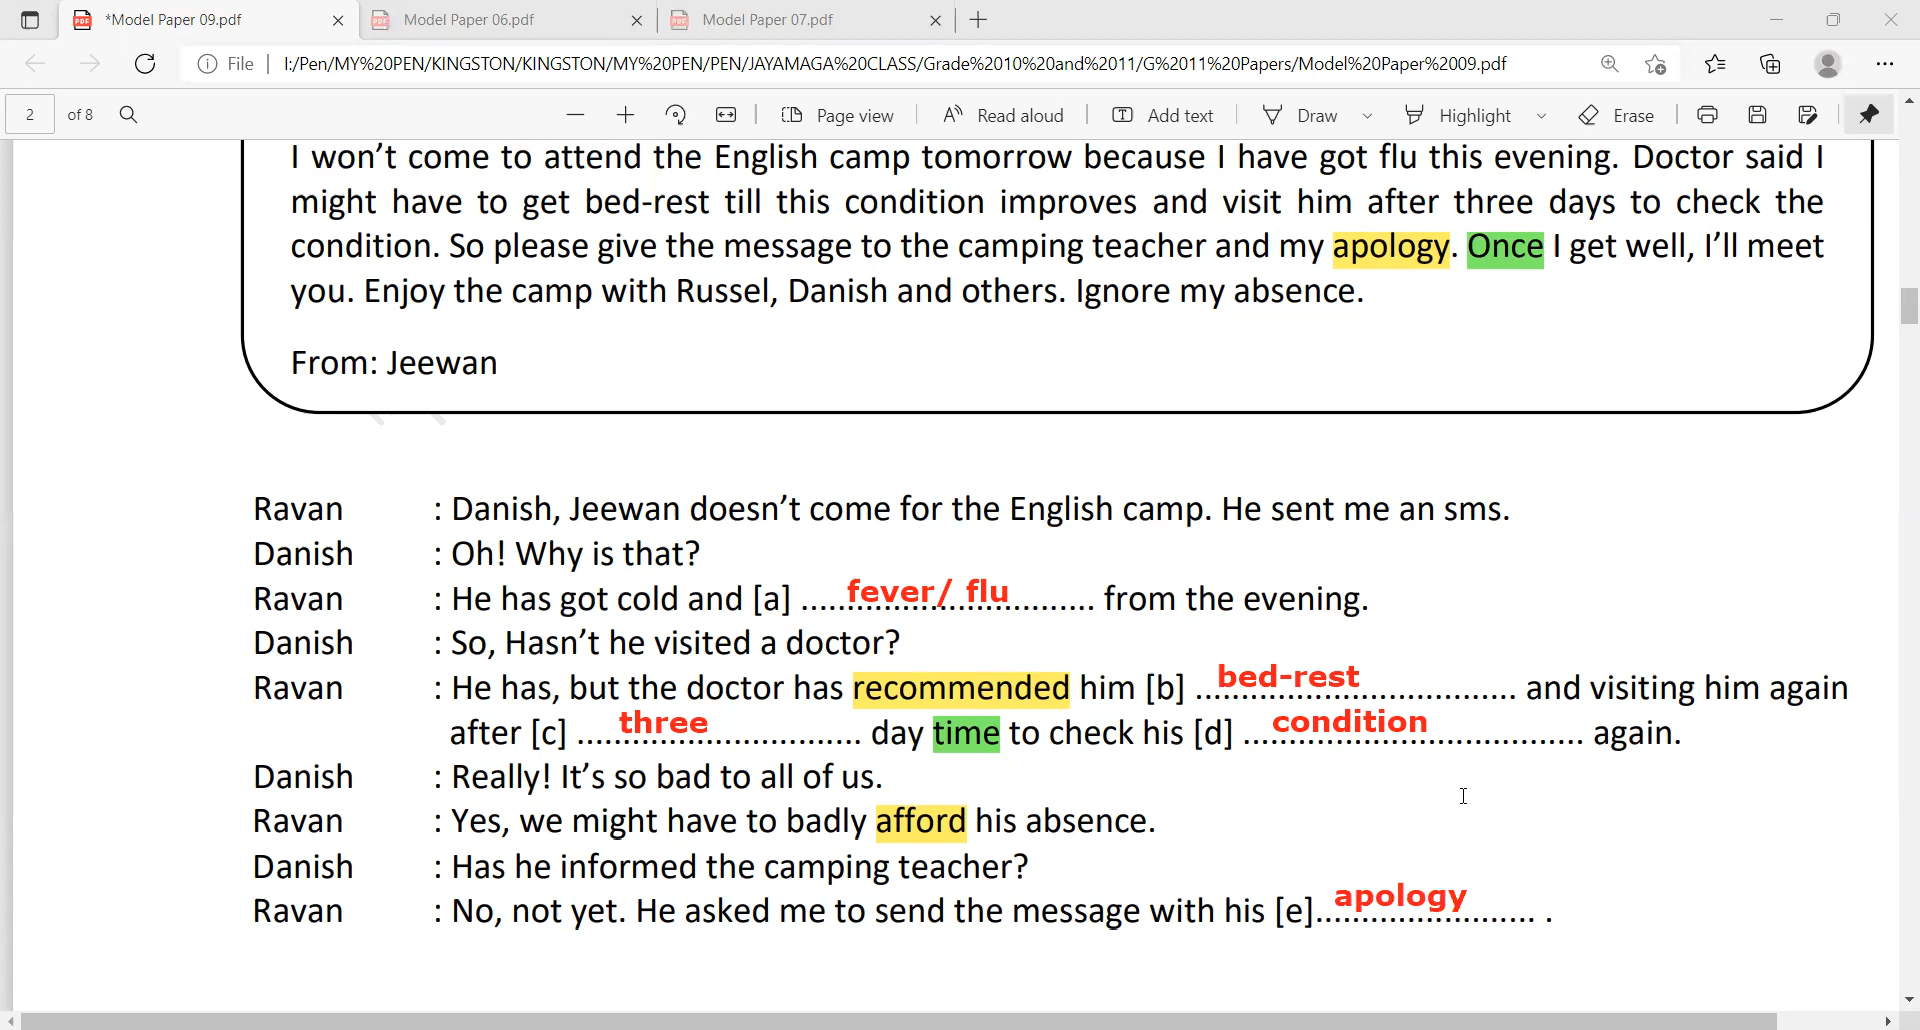 *Model Paper 09.pdf
Model Paper 06.pdf
Model Paper 07.pdf
File
I:/Pen/MY%20PEN/KINGSTON/KINGSTON/MY%20PEN/PEN/JAYAMAGA%20CLASS/Grade%2010%20and%2011/G%2011%20Papers/Model%20Paper%2009.pdf
2 of 8 Page view Read aloud Add text Draw Highlight Erase
I won't come to attend the English camp tomorrow because I have got flu this evening. Doctor said I
might have to get bed-rest till this condition improves and visit him after three days to check the
condition. So please give the message to the camping teacher and my apology. Once I get well, I'll meet
you. Enjoy the camp with Russel, Danish and others. Ignore my absence.
From: Jeewan
Ravan : Danish, Jeewan doesn't come for the English camp. He sent me an sms.
Danish : Oh! Why is that?
Ravan : He has got cold and [a] ..... fever/ flu ..... from the evening.
Danish : So, Hasn't he visited a doctor?
Ravan : He has, but the doctor has recommended him [b] ..... bed-rest ..... and visiting him again
after [c] ..... three ..... day time to check his [d] ..... condition ..... again.
Danish : Really! It's so bad to all of us.
Ravan : Yes, we might have to badly afford his absence.
Danish : Has he informed the camping teacher?
Ravan : No, not yet. He asked me to send the message with his [e]..... apology ..... .